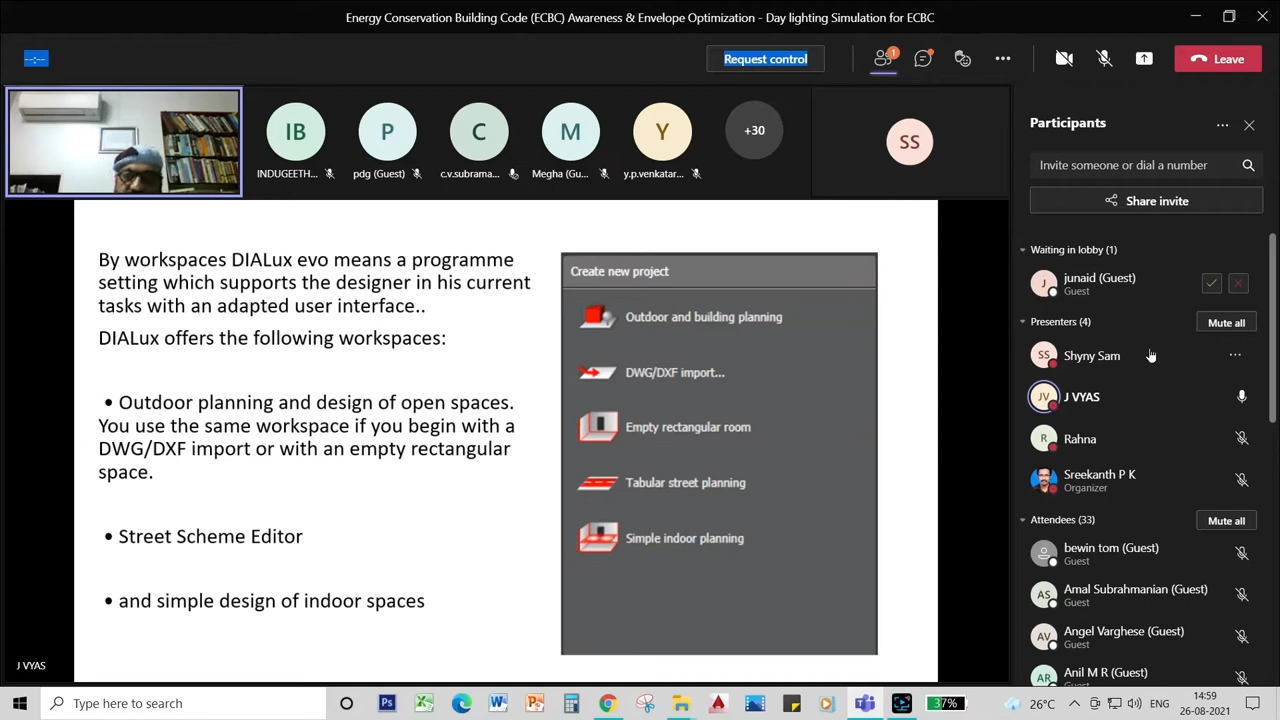 Energy Conservation Building Code (ECBC) Awareness & Envelope Optimization - Day lighting Simulation for ECBC
--:--
Request control
1
Leave
IB
P
C
M
Y
+30
SS
INDUGEETH...
pdg (Guest)
c.v.subrama...
Megha (Gu...
y.p.venkatar...
Participants
Invite someone or dial a number
Share invite
Waiting in lobby (1)
J
junaid (Guest)
Guest
Presenters (4)
Mute all
SS
Shyny Sam
JV
J VYAS
R
Rahna
Sreekanth P K
Organizer
Attendees (33)
Mute all
bewin tom (Guest)
Guest
AS
Amal Subrahmanian (Guest)
Guest
AV
Angel Varghese (Guest)
Guest
AR
Anil M R (Guest)
Guest
By workspaces DIALux evo means a programme
setting which supports the designer in his current
tasks with an adapted user interface..
DIALux offers the following workspaces:
• Outdoor planning and design of open spaces.
You use the same workspace if you begin with a
DWG/DXF import or with an empty rectangular
space.
• Street Scheme Editor
• and simple design of indoor spaces
Create new project
Outdoor and building planning
DWG/DXF import...
Empty rectangular room
Tabular street planning
Simple indoor planning
J VYAS
Type here to search
37%
26°C
ENG
14:59
26-08-2021